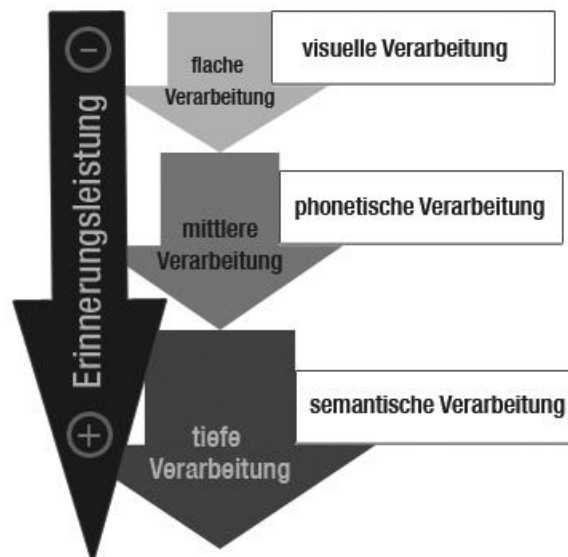 Erinnerungsleistung
flache
Verarbeitung
visuelle Verarbeitung
mittlere
Verarbeitung
phonetische Verarbeitung
tiefe
Verarbeitung
semantische Verarbeitung